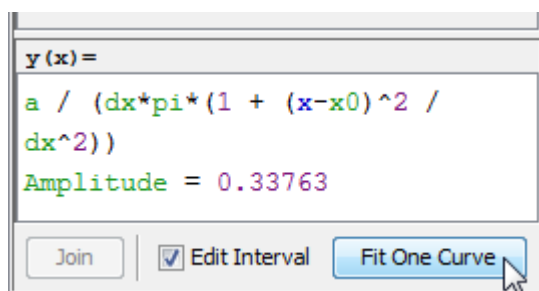 y(x)=
a / (dx*pi*(1 + (x-x0)^2 /
dx^2))
Amplitude = 0.33763
Join Edit Interval Fit One Curve